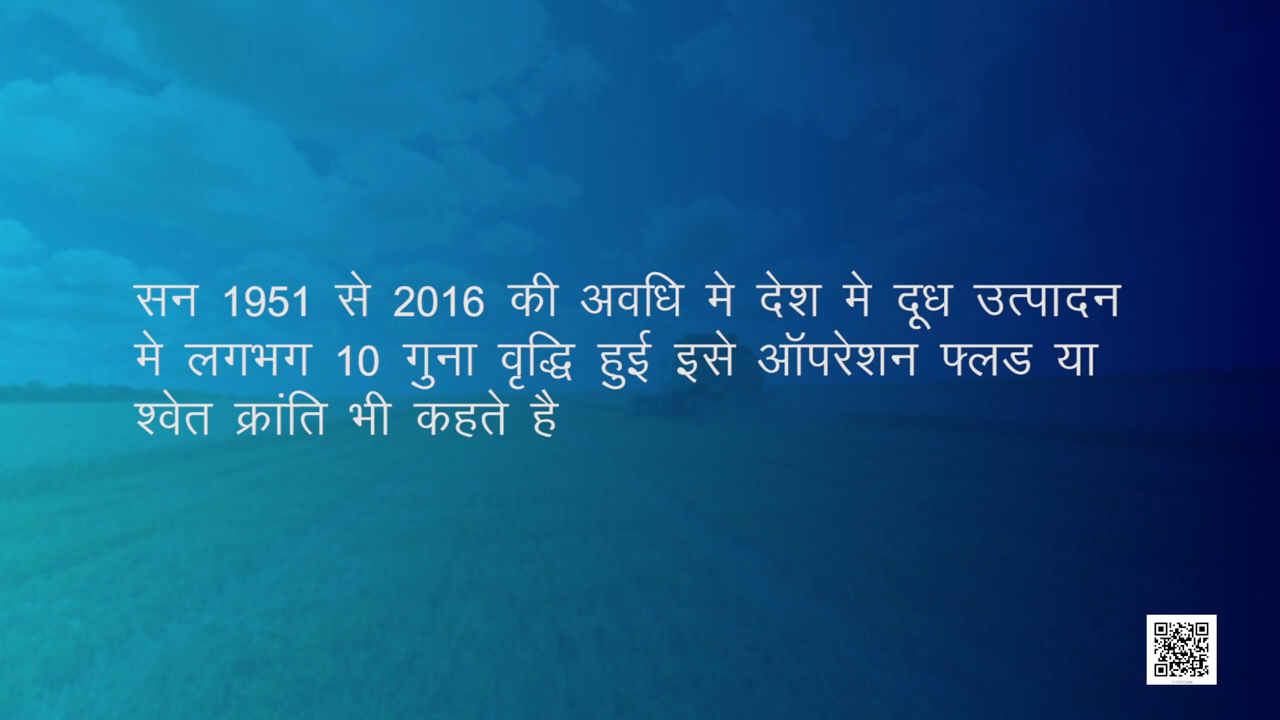 सन 1951 से 2016 की अवधि मे देश मे दूध उत्पादन
मे लगभग 10 गुना वृद्धि हुई इसे ऑपरेशन फ्लड या
श्वेत क्रांति भी कहते है